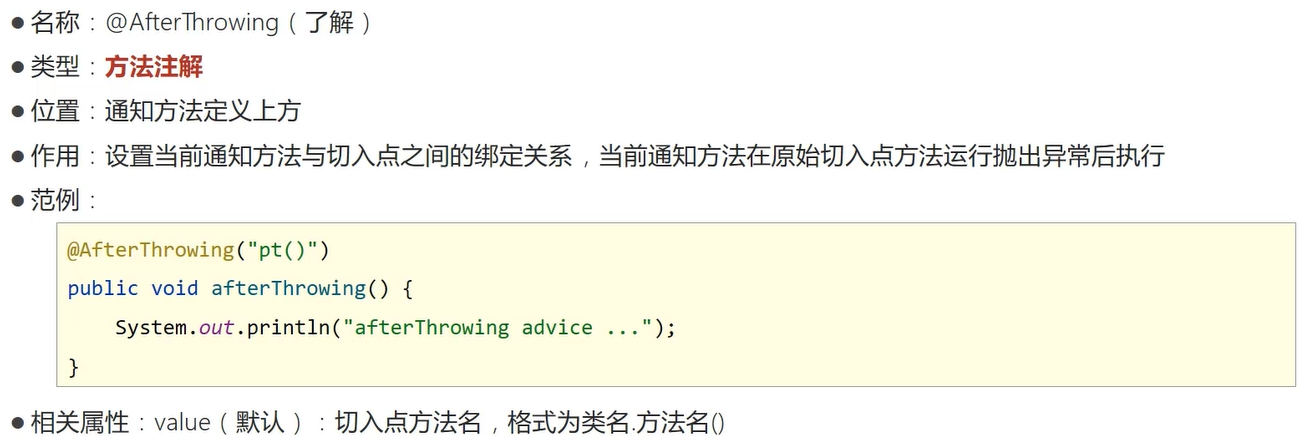 ● 名称：@AfterThrowing（了解）
● 类型：方法注解
● 位置：通知方法定义上方
● 作用：设置当前通知方法与切入点之间的绑定关系，当前通知方法在原始切入点方法运行抛出异常后执行
● 范例：
@AfterThrowing("pt()")
public void afterThrowing() {
    System.out.println("afterThrowing advice ...");
}
● 相关属性：value（默认）：切入点方法名，格式为类名.方法名()